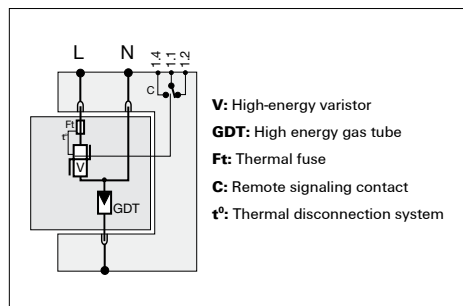 L N 1.4 1.1 1.2
C
Ft
t°
V
GDT
V: High-energy varistor
GDT: High energy gas tube
Ft: Thermal fuse
C: Remote signaling contact
t⁰: Thermal disconnection system